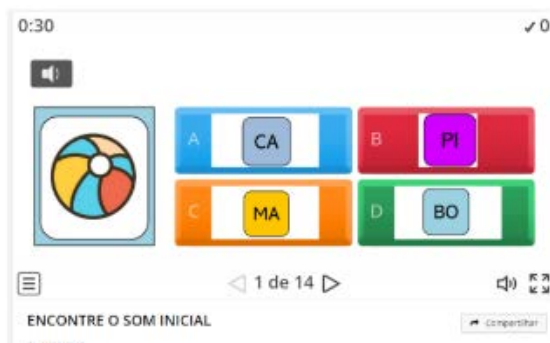 0:30 ✓ 0
A CA
B PI
C MA
D BO
1 de 14
ENCONTRE O SOM INICIAL
Compartilhar